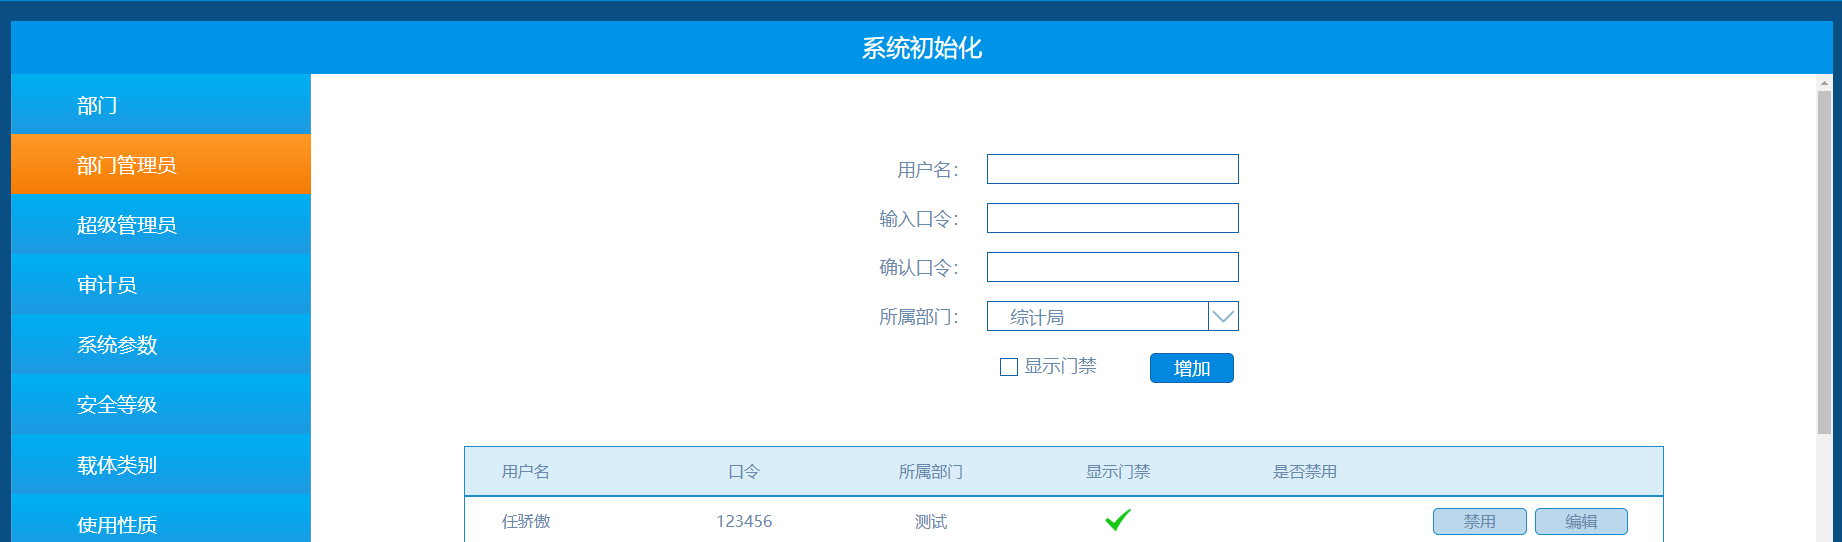 系统初始化
部门
部门管理员
超级管理员
审计员
系统参数
安全等级
载体类别
使用性质
用户名：
输入口令：
确认口令：
所属部门： 综计局
显示门禁 增加
用户名 口令 所属部门 显示门禁 是否禁用
任骄傲 123456 测试 禁用 编辑